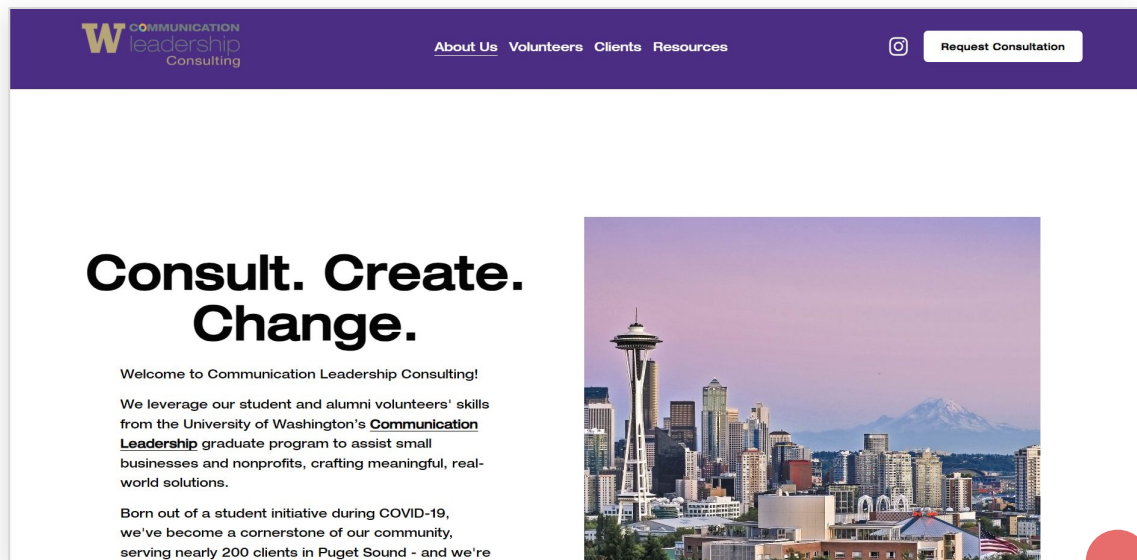 W COMMUNICATION
leadership
Consulting
About Us Volunteers Clients Resources
Request Consultation
Consult. Create.
Change.
Welcome to Communication Leadership Consulting!
We leverage our student and alumni volunteers' skills
from the University of Washington’s Communication
Leadership graduate program to assist small
businesses and nonprofits, crafting meaningful, real-
world solutions.
Born out of a student initiative during COVID-19,
we've become a cornerstone of our community,
serving nearly 200 clients in Puget Sound - and we're